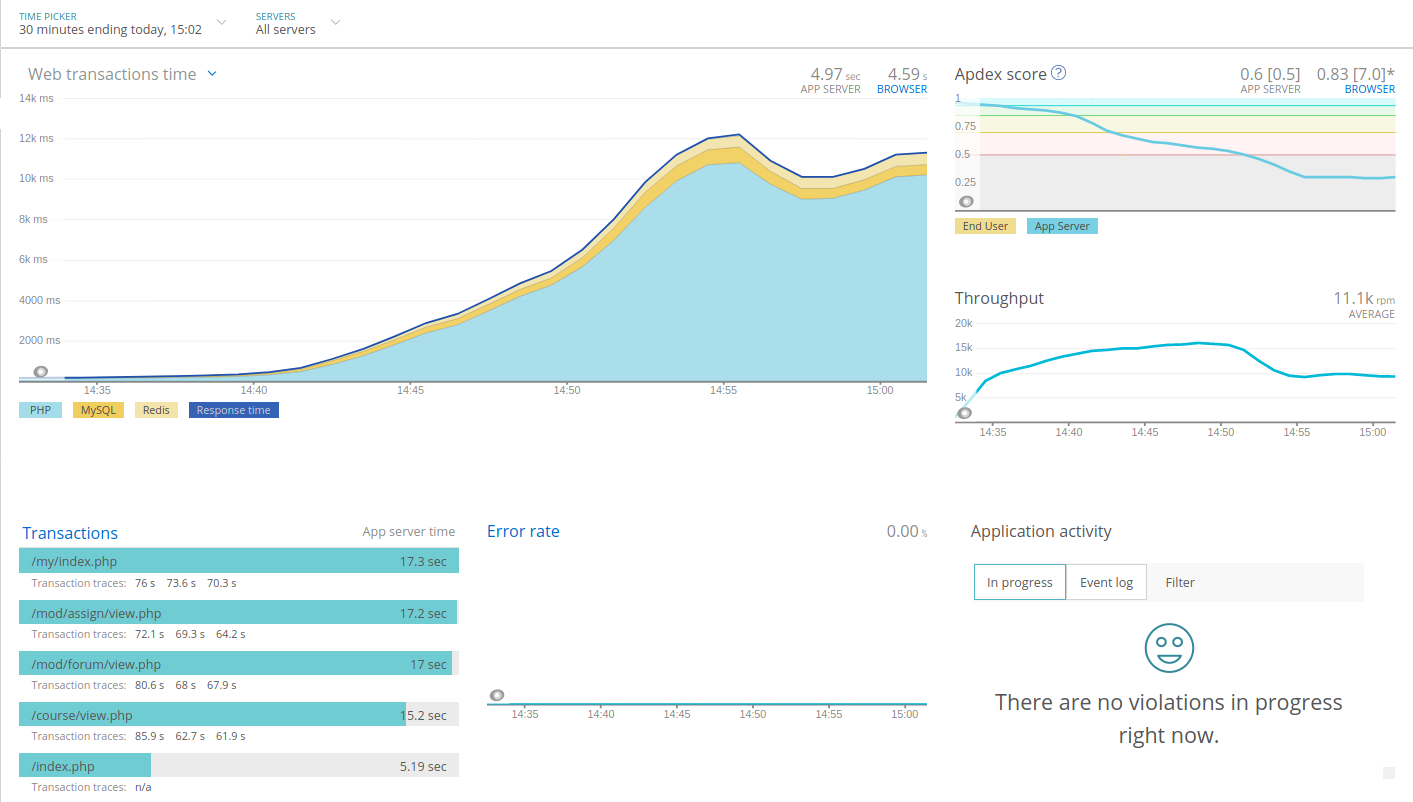 TIME PICKER
30 minutes ending today, 15:02
SERVERS
All servers
Web transactions time
4.97 sec
APP SERVER
4.59 s
BROWSER
14k ms
12k ms
10k ms
8k ms
6k ms
4000 ms
2000 ms
14:35 14:40 14:45 14:50 14:55 15:00
PHP MySQL Redis Response time
Apdex score ?
0.6 [0.5]
APP SERVER
0.83 [7.0]*
BROWSER
1
0.75
0.5
0.25
End User App Server
Throughput
11.1k rpm
AVERAGE
20k
15k
10k
5k
14:35 14:40 14:45 14:50 14:55 15:00
Transactions App server time
/my/index.php 17.3 sec
Transaction traces: 76 s 73.6 s 70.3 s
/mod/assign/view.php 17.2 sec
Transaction traces: 72.1 s 69.3 s 64.2 s
/mod/forum/view.php 17 sec
Transaction traces: 80.6 s 68 s 67.9 s
/course/view.php 15.2 sec
Transaction traces: 85.9 s 62.7 s 61.9 s
/index.php 5.19 sec
Transaction traces: n/a
Error rate 0.00 %
14:35 14:40 14:45 14:50 14:55 15:00
Application activity
In progress Event log Filter
There are no violations in progress
right now.